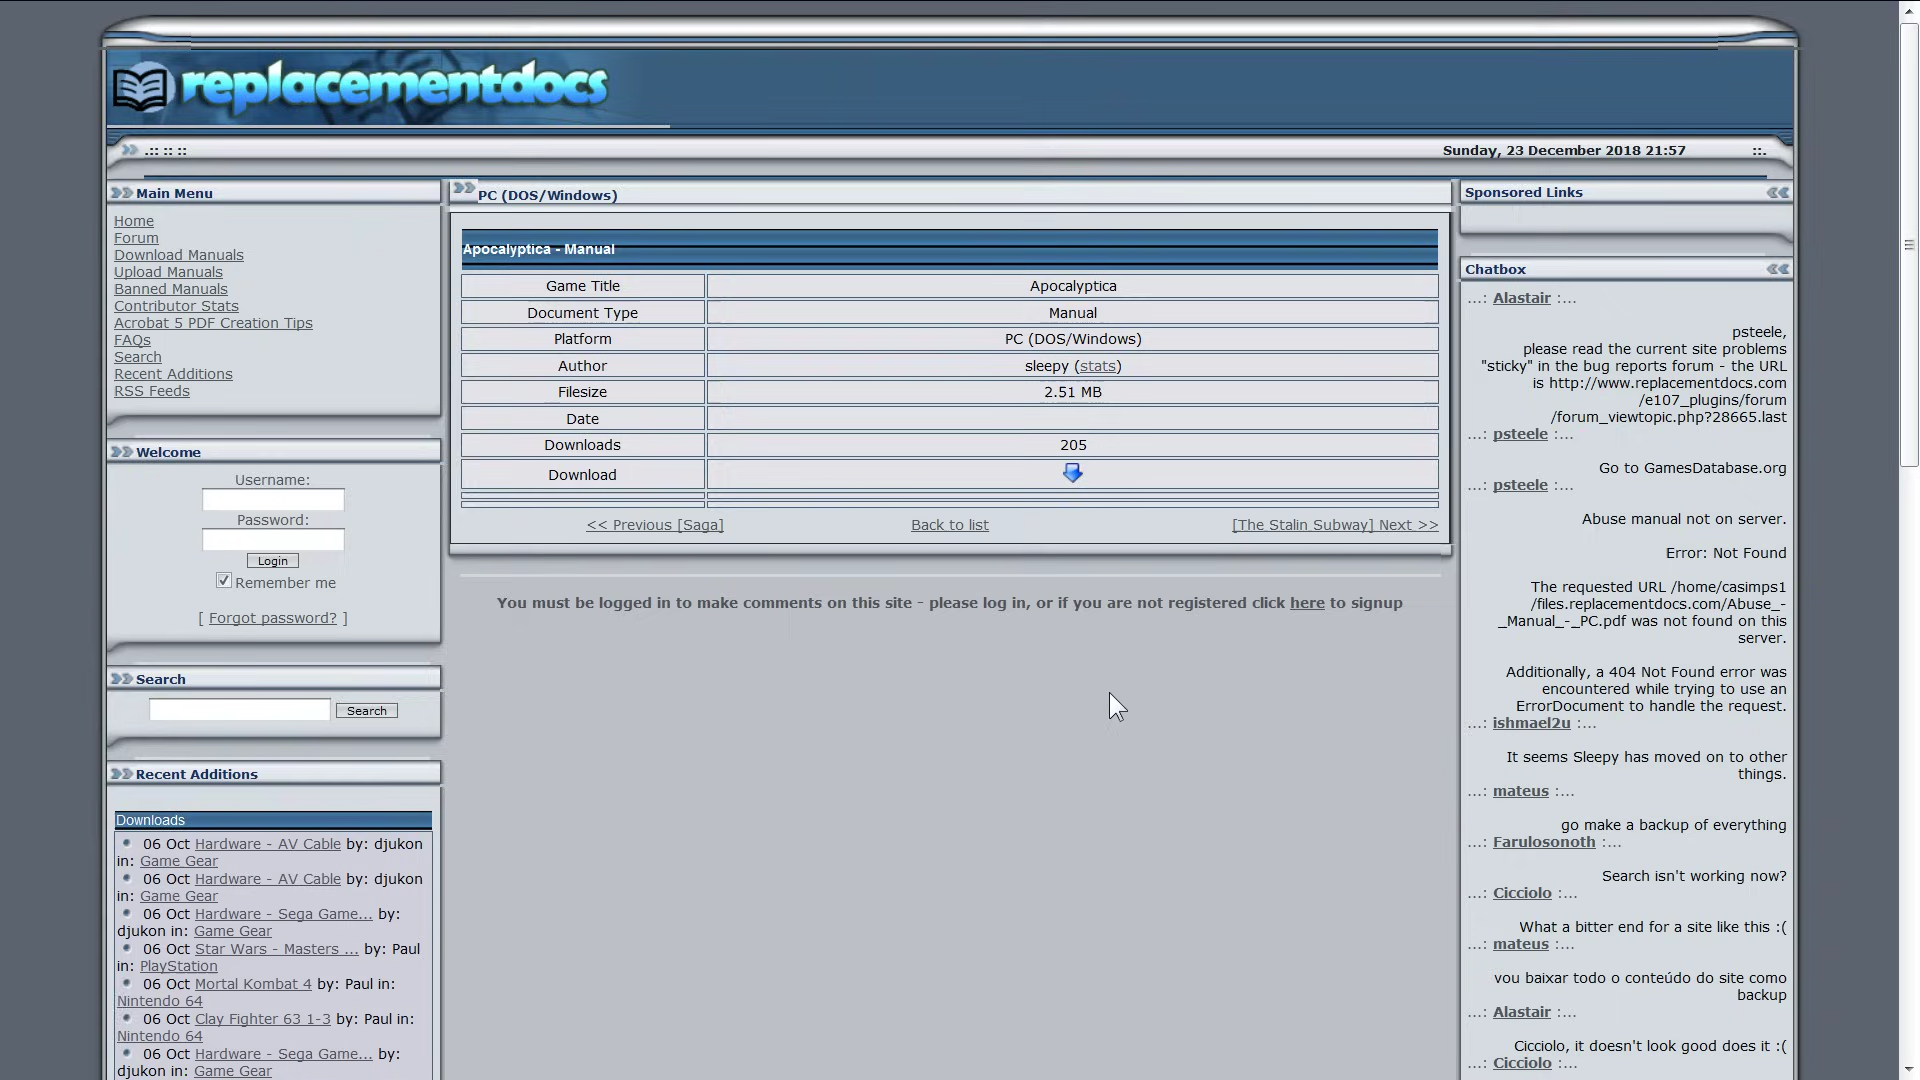 replacementdocs
.:: :: ::
Sunday, 23 December 2018 21:57
::.
Main Menu
Home
Forum
Download Manuals
Upload Manuals
Banned Manuals
Contributor Stats
Acrobat 5 PDF Creation Tips
FAQs
Search
Recent Additions
RSS Feeds
Welcome
Username:
Password:
Login
Remember me
[ Forgot password? ]
Search
Search
Recent Additions
Downloads
06 Oct Hardware - AV Cable by: djukon
in: Game Gear
06 Oct Hardware - AV Cable by: djukon
in: Game Gear
06 Oct Hardware - Sega Game... by:
djukon in: Game Gear
06 Oct Star Wars - Masters ... by: Paul
in: PlayStation
06 Oct Mortal Kombat 4 by: Paul in:
Nintendo 64
06 Oct Clay Fighter 63 1-3 by: Paul in:
Nintendo 64
06 Oct Hardware - Sega Game... by:
djukon in: Game Gear
PC (DOS/Windows)
Apocalyptica - Manual
Game Title Apocalyptica
Document Type Manual
Platform PC (DOS/Windows)
Author sleepy (stats)
Filesize 2.51 MB
Date
Downloads 205
Download
<< Previous [Saga] Back to list [The Stalin Subway] Next >>
You must be logged in to make comments on this site - please log in, or if you are not registered click here to signup
Sponsored Links
Chatbox
...: Alastair :...
psteele,
please read the current site problems
"sticky" in the bug reports forum - the URL
is http://www.replacementdocs.com
/e107_plugins/forum
/forum_viewtopic.php?28665.last
...: psteele :...
Go to GamesDatabase.org
...: psteele :...
Abuse manual not on server.
Error: Not Found
The requested URL /home/casimps1
/files.replacementdocs.com/Abuse_-
_Manual_-_PC.pdf was not found on this
server.
Additionally, a 404 Not Found error was
encountered while trying to use an
ErrorDocument to handle the request.
...: ishmael2u :...
It seems Sleepy has moved on to other
things.
...: mateus :...
go make a backup of everything
...: Farulosonoth :...
Search isn't working now?
...: Cicciolo :...
What a bitter end for a site like this :(
...: mateus :...
vou baixar todo o conteúdo do site como
backup
...: Alastair :...
Cicciolo, it doesn't look good does it :(
...: Cicciolo :...